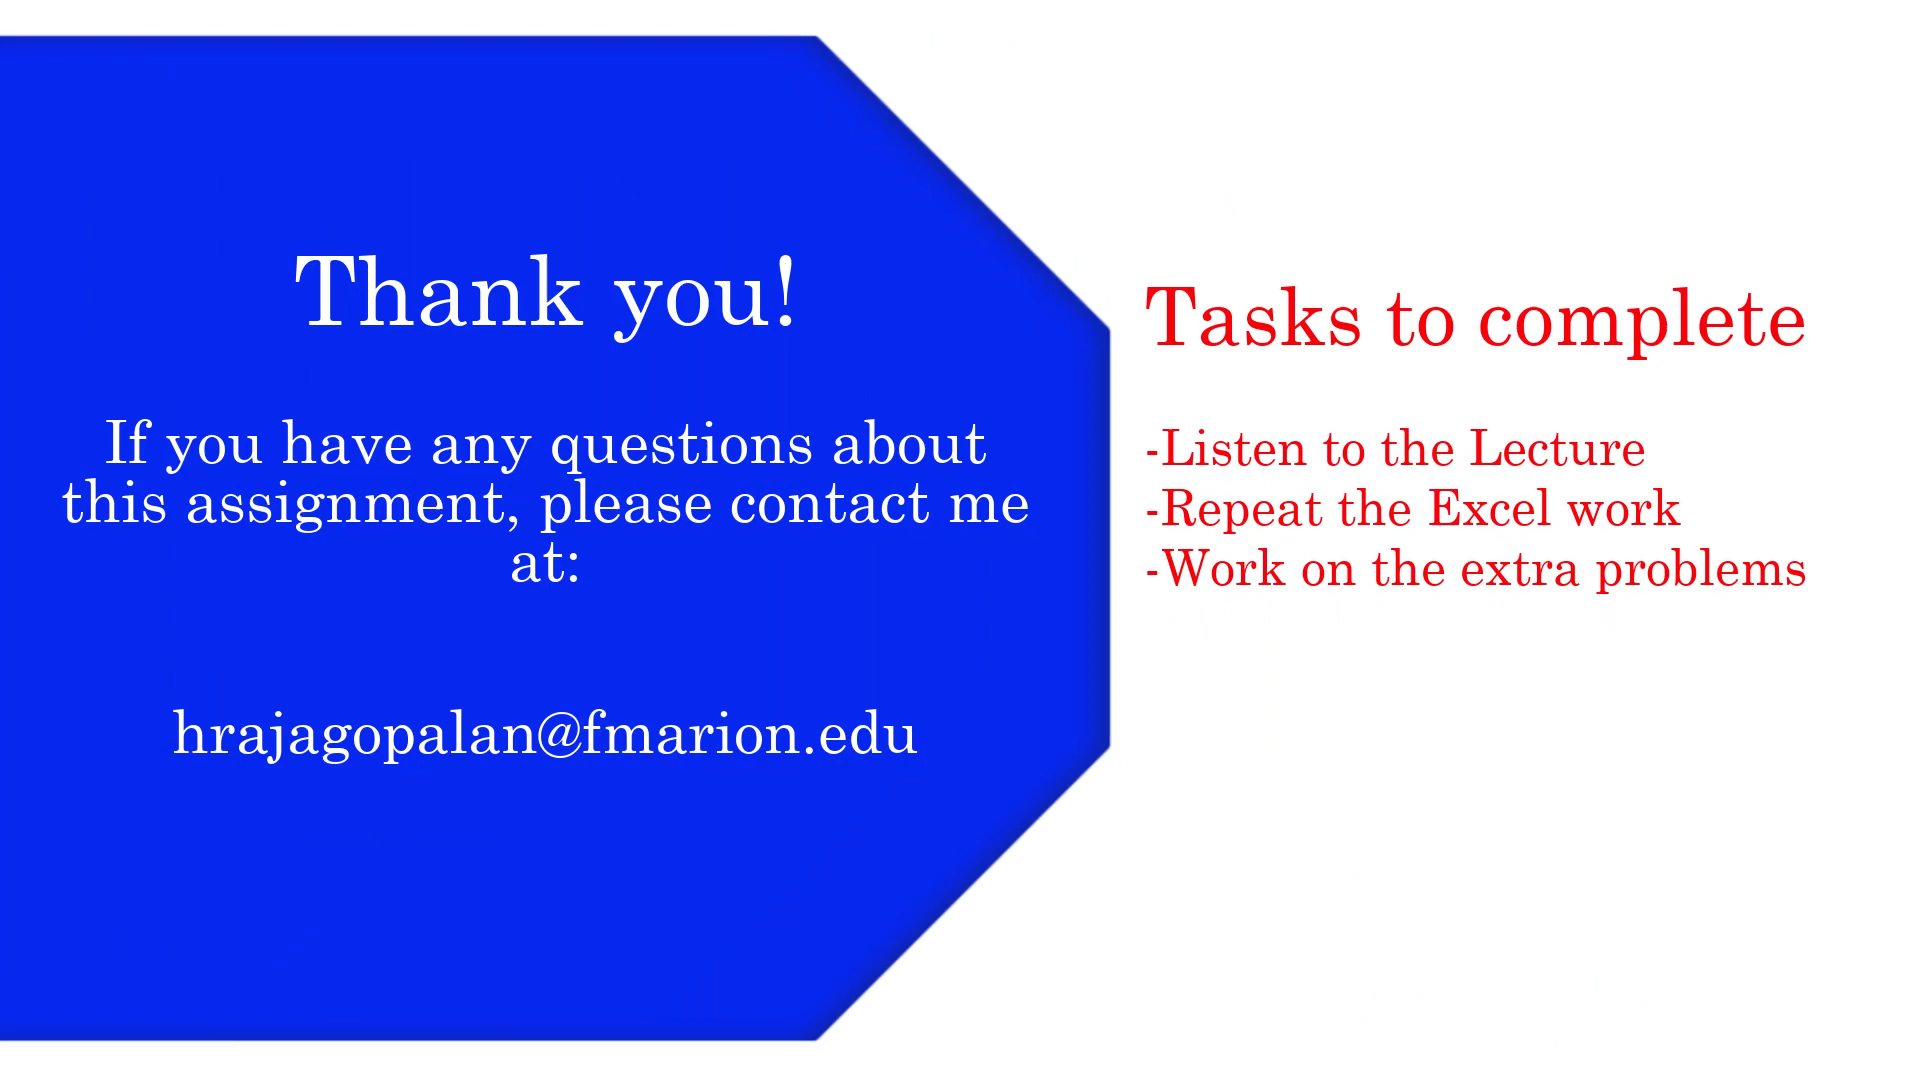 Thank you!
If you have any questions about
this assignment, please contact me
at:
hrajagopalan@fmarion.edu
Tasks to complete
-Listen to the Lecture
-Repeat the Excel work
-Work on the extra problems